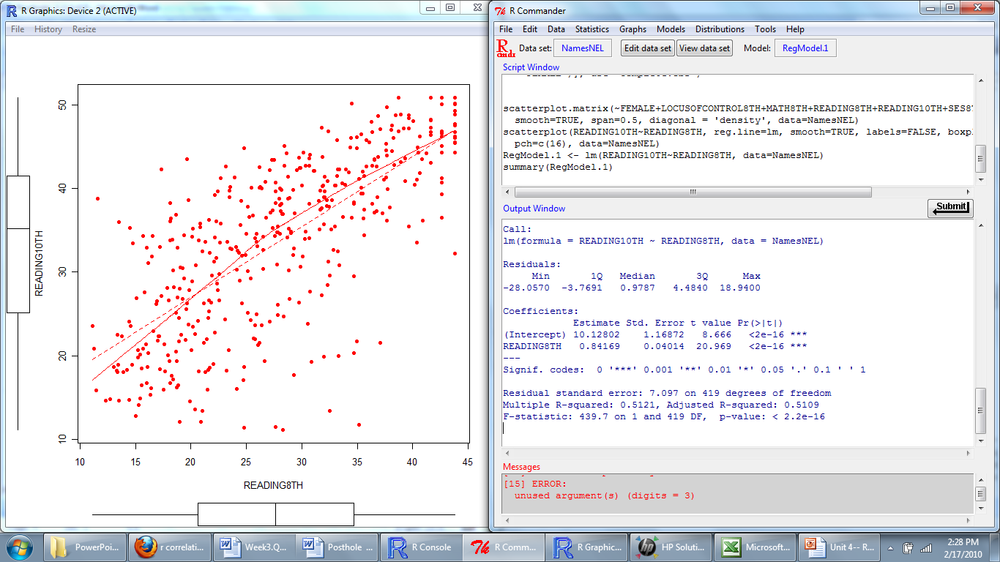 R Graphics: Device 2 (ACTIVE)
File History Resize
READING10TH
50
40
30
20
10
10 15 20 25 30 35 40 45
READING8TH
R Commander
File Edit Data Statistics Graphs Models Distributions Tools Help
R cmdr Data set: NamesNEL Edit data set View data set Model: RegModel.1
Script Window
scatterplot.matrix(~FEMALE+LOCUSOFCONTROL8TH+MATH8TH+READING8TH+READING10TH+SES8
smooth=TRUE, span=0.5, diagonal = 'density', data=NamesNEL)
scatterplot(READING10TH~READING8TH, reg.line=lm, smooth=TRUE, labels=FALSE, boxpl
pch=c(16), data=NamesNEL)
RegModel.1 <- lm(READING10TH~READING8TH, data=NamesNEL)
summary(RegModel.1)
Output Window Submit
Call:
lm(formula = READING10TH ~ READING8TH, data = NamesNEL)
Residuals:
Min 1Q Median 3Q Max
-28.0570 -3.7691 0.9787 4.4840 18.9400
Coefficients:
Estimate Std. Error t value Pr(>|t|)
(Intercept) 10.12802 1.16872 8.666 <2e-16 ***
READING8TH 0.84169 0.04014 20.969 <2e-16 ***
---
Signif. codes: 0 '***' 0.001 '**' 0.01 '*' 0.05 '.' 0.1 ' ' 1
Residual standard error: 7.097 on 419 degrees of freedom
Multiple R-squared: 0.5121, Adjusted R-squared: 0.5109
F-statistic: 439.7 on 1 and 419 DF, p-value: < 2.2e-16
Messages
[15] ERROR:
unused argument(s) (digits = 3)
PowerPoi... r correlati... Week3.Q... Posthole ... R Console R Comm... R Graphic... HP Soluti... Microsoft... Unit 4-- R... 2:28 PM
2/17/2010